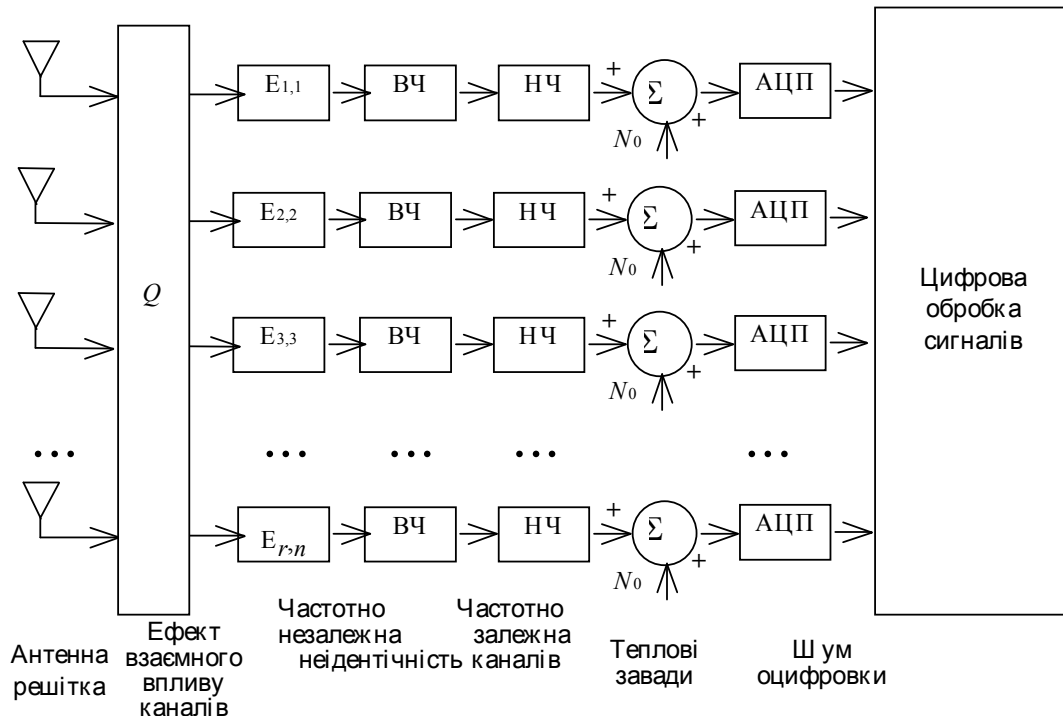 E1,1 ВЧ НЧ + Σ + N0 АЦП
E2,2 ВЧ НЧ + Σ + N0 АЦП
Q
E3,3 ВЧ НЧ + Σ + N0 АЦП
Цифрова
обробка
сигналів
... ... ... ... ...
Er,n ВЧ НЧ + Σ + N0 АЦП
Антенна
решітка
Ефект
взаємного
впливу
каналів
Частотно
незалежна
Частотно
залежна
неідентічність каналів
Теплові
завади
Ш ум
оцифровки